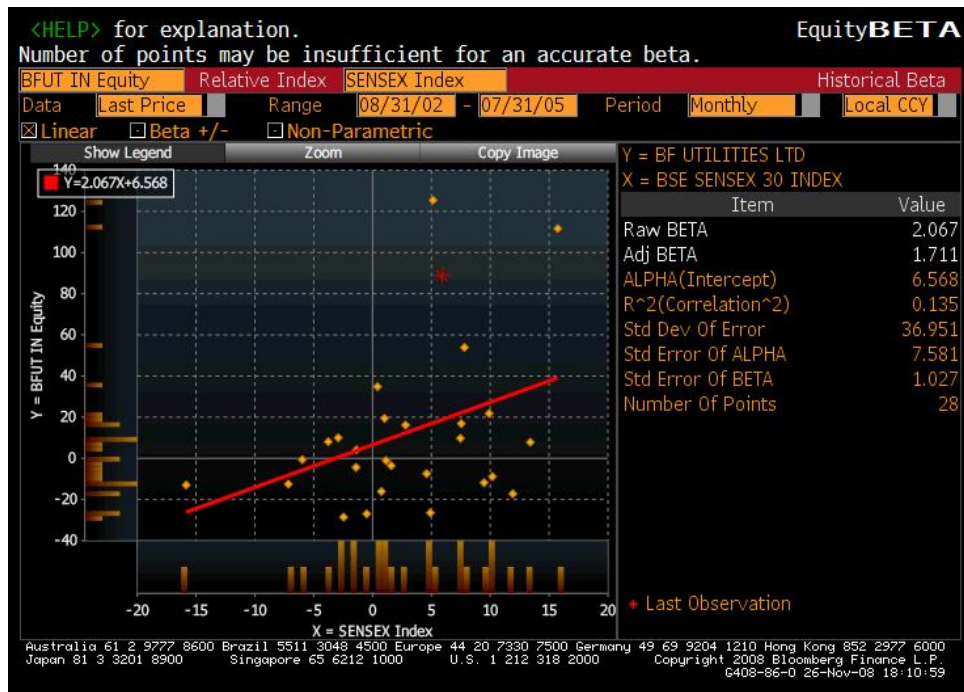 <HELP> for explanation. EquityBETA
Number of points may be insufficient for an accurate beta.
BFUT IN Equity Relative Index SENSEX Index Historical Beta
Data Last Price Range 08/31/02 - 07/31/05 Period Monthly Local CCY
Linear Beta +/- Non-Parametric
Show Legend Zoom Copy Image
Y = BF UTILITIES LTD
X = BSE SENSEX 30 INDEX
Item Value
Raw BETA 2.067
Adj BETA 1.711
ALPHA(Intercept) 6.568
R^2(Correlation^2) 0.135
Std Dev Of Error 36.951
Std Error Of ALPHA 7.581
Std Error Of BETA 1.027
Number Of Points 28
* Last Observation
Y=2.067X+6.568
Y = BFUT IN Equity
140
120
100
80
60
40
20
0
-20
-40
-20 -15 -10 -5 0 5 10 15 20
X = SENSEX Index
Australia 61 2 9777 8600 Brazil 5511 3048 4500 Europe 44 20 7330 7500 Germany 49 69 9204 1210 Hong Kong 852 2977 6000
Japan 81 3 3201 8900 Singapore 65 6212 1000 U.S. 1 212 318 2000 Copyright 2008 Bloomberg Finance L.P.
G408-86-0 26-Nov-08 18:10:59